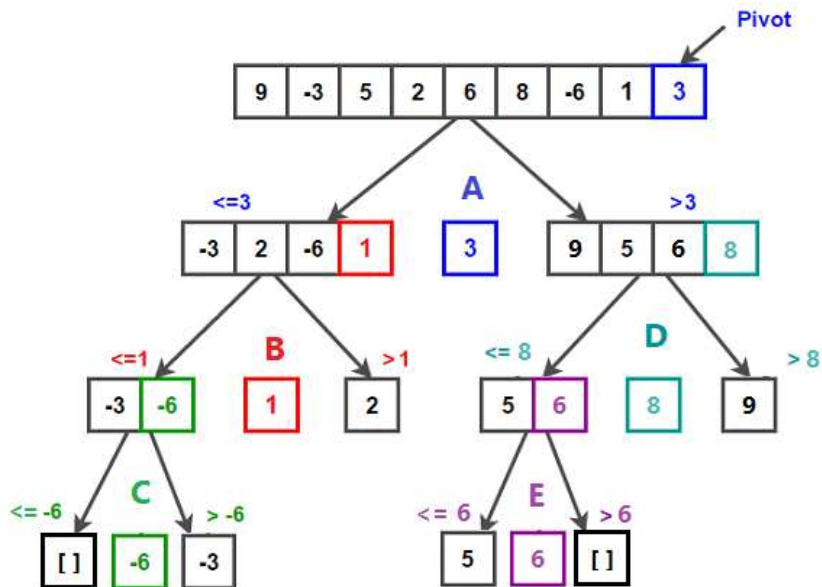 Pivot
9 -3 5 2 6 8 -6 1 3
<=3 A >3
-3 2 -6 1 3 9 5 6 8
<=1 B >1 <= 8 D > 8
-3 -6 1 2 5 6 8 9
<= -6 C > -6 <= 6 E > 6
[ ] -6 -3 5 6 [ ]